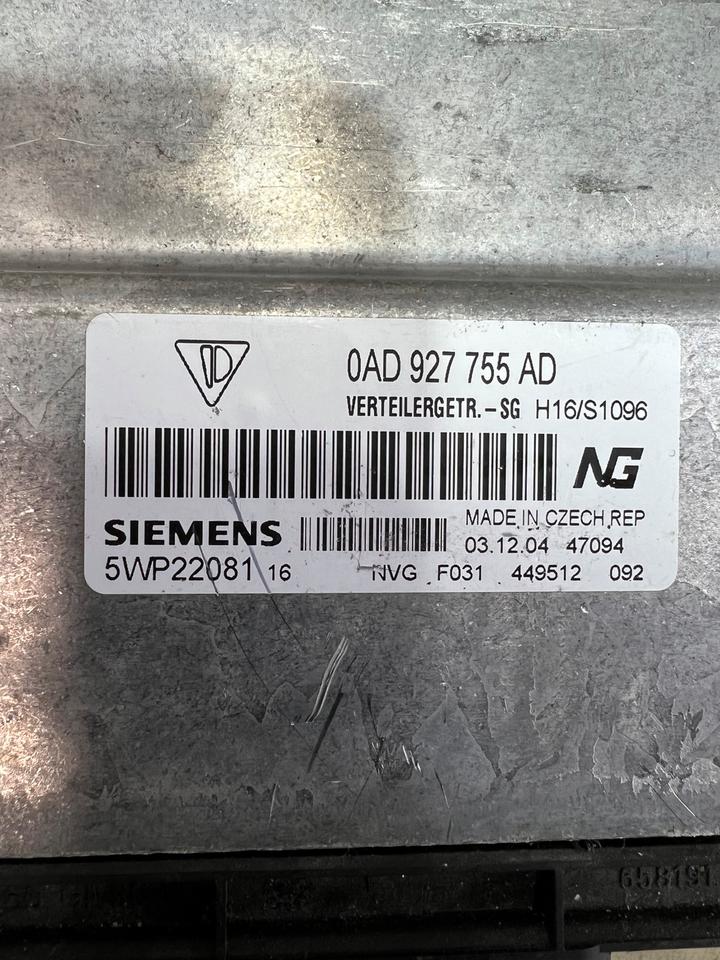 0AD 927 755 AD
VERTEILERGETR.-SG H16/S1096
NG
SIEMENS
MADE IN CZECH REP
03.12.04 47094
5WP22081 16
NVG F031 449512 092
658191